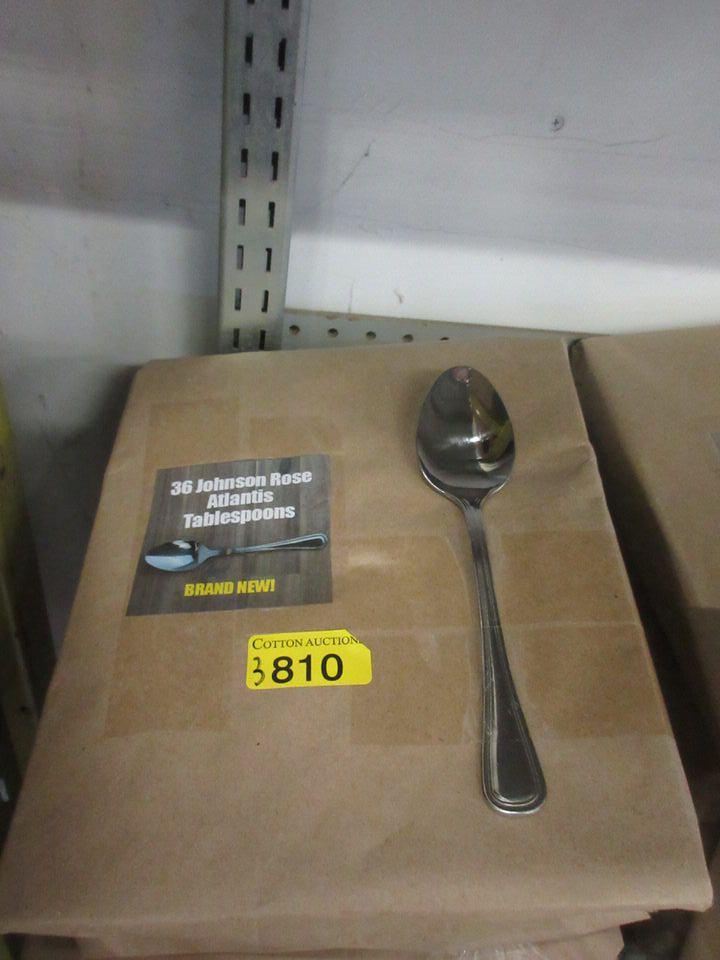 36 Johnson Rose
Atlantis
Tablespoons
BRAND NEW!
COTTON AUCTION
3810